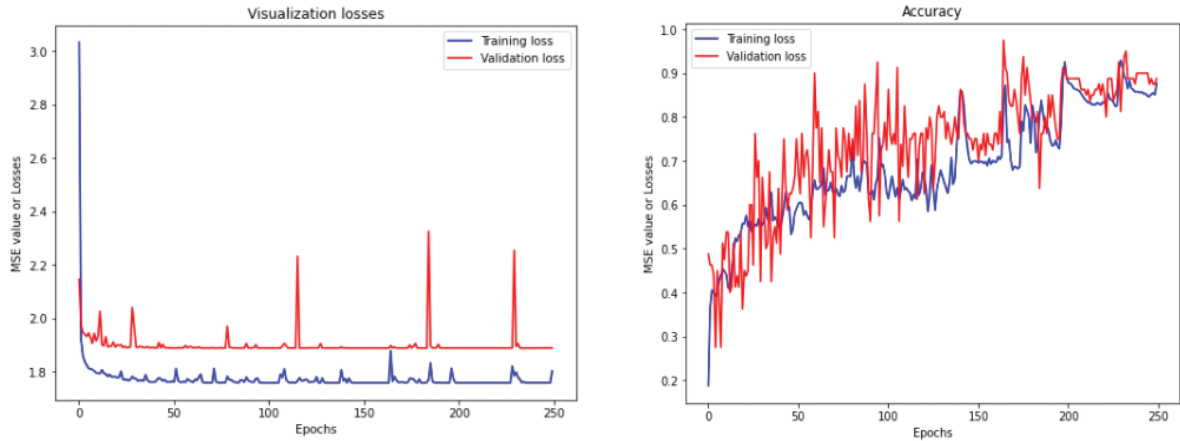 Visualization losses
3.0
2.8
2.6
2.4
2.2
2.0
1.8
MSE value or Losses
0
50
100
150
200
250
Epochs
Training loss
Validation loss
Accuracy
1.0
0.9
0.8
0.7
0.6
0.5
0.4
0.3
0.2
MSE value or Losses
0
50
100
150
200
250
Epochs
Training loss
Validation loss